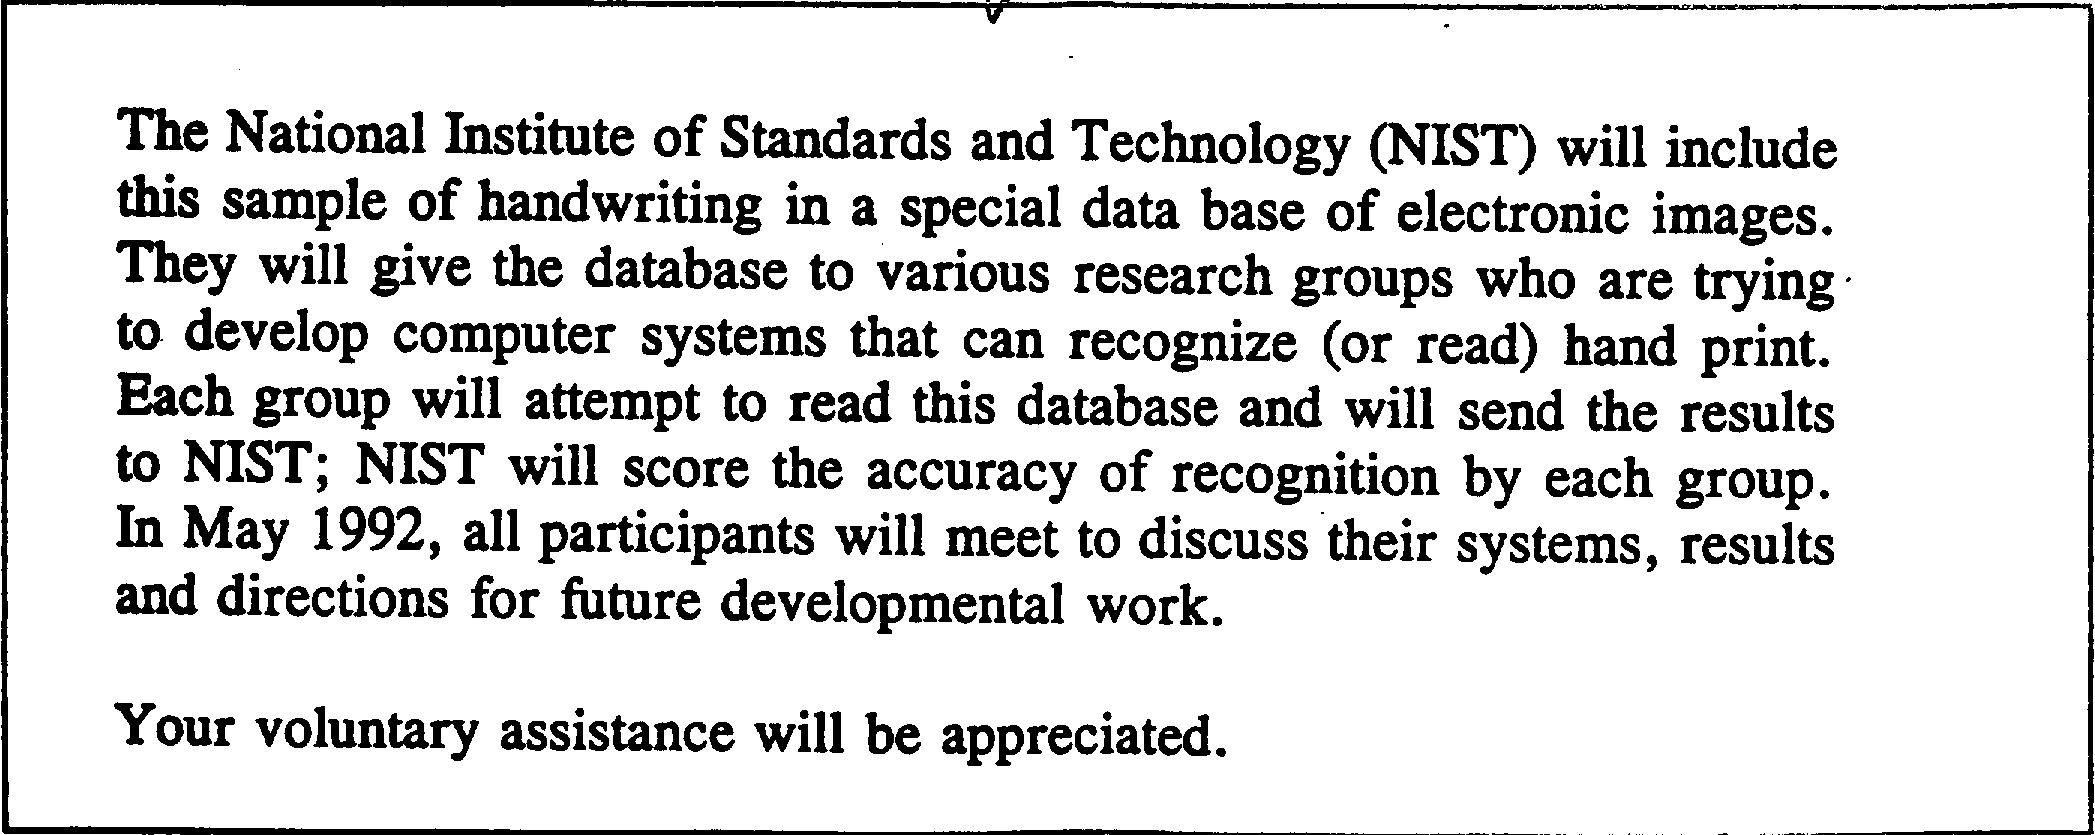 The National Institute of Standards and Technology (NIST) will include
this sample of handwriting in a special data base of electronic images.
They will give the database to various research groups who are trying
to develop computer systems that can recognize (or read) hand print.
Each group will attempt to read this database and will send the results
to NIST; NIST will score the accuracy of recognition by each group.
In May 1992, all participants will meet to discuss their systems, results
and directions for future developmental work.
Your voluntary assistance will be appreciated.